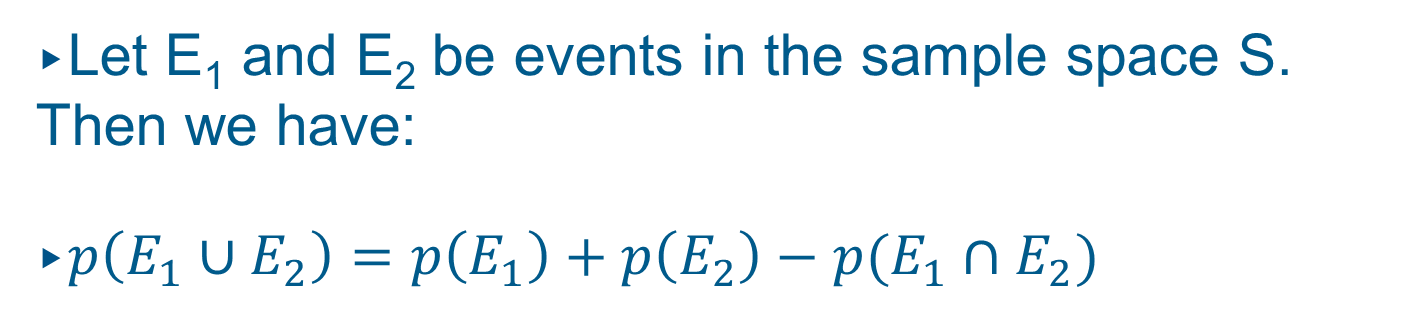 ▸Let E₁ and E₂ be events in the sample space S.
Then we have:
▸𝑝(𝐸₁ ∪ 𝐸₂) = 𝑝(𝐸₁) + 𝑝(𝐸₂) − 𝑝(𝐸₁ ∩ 𝐸₂)